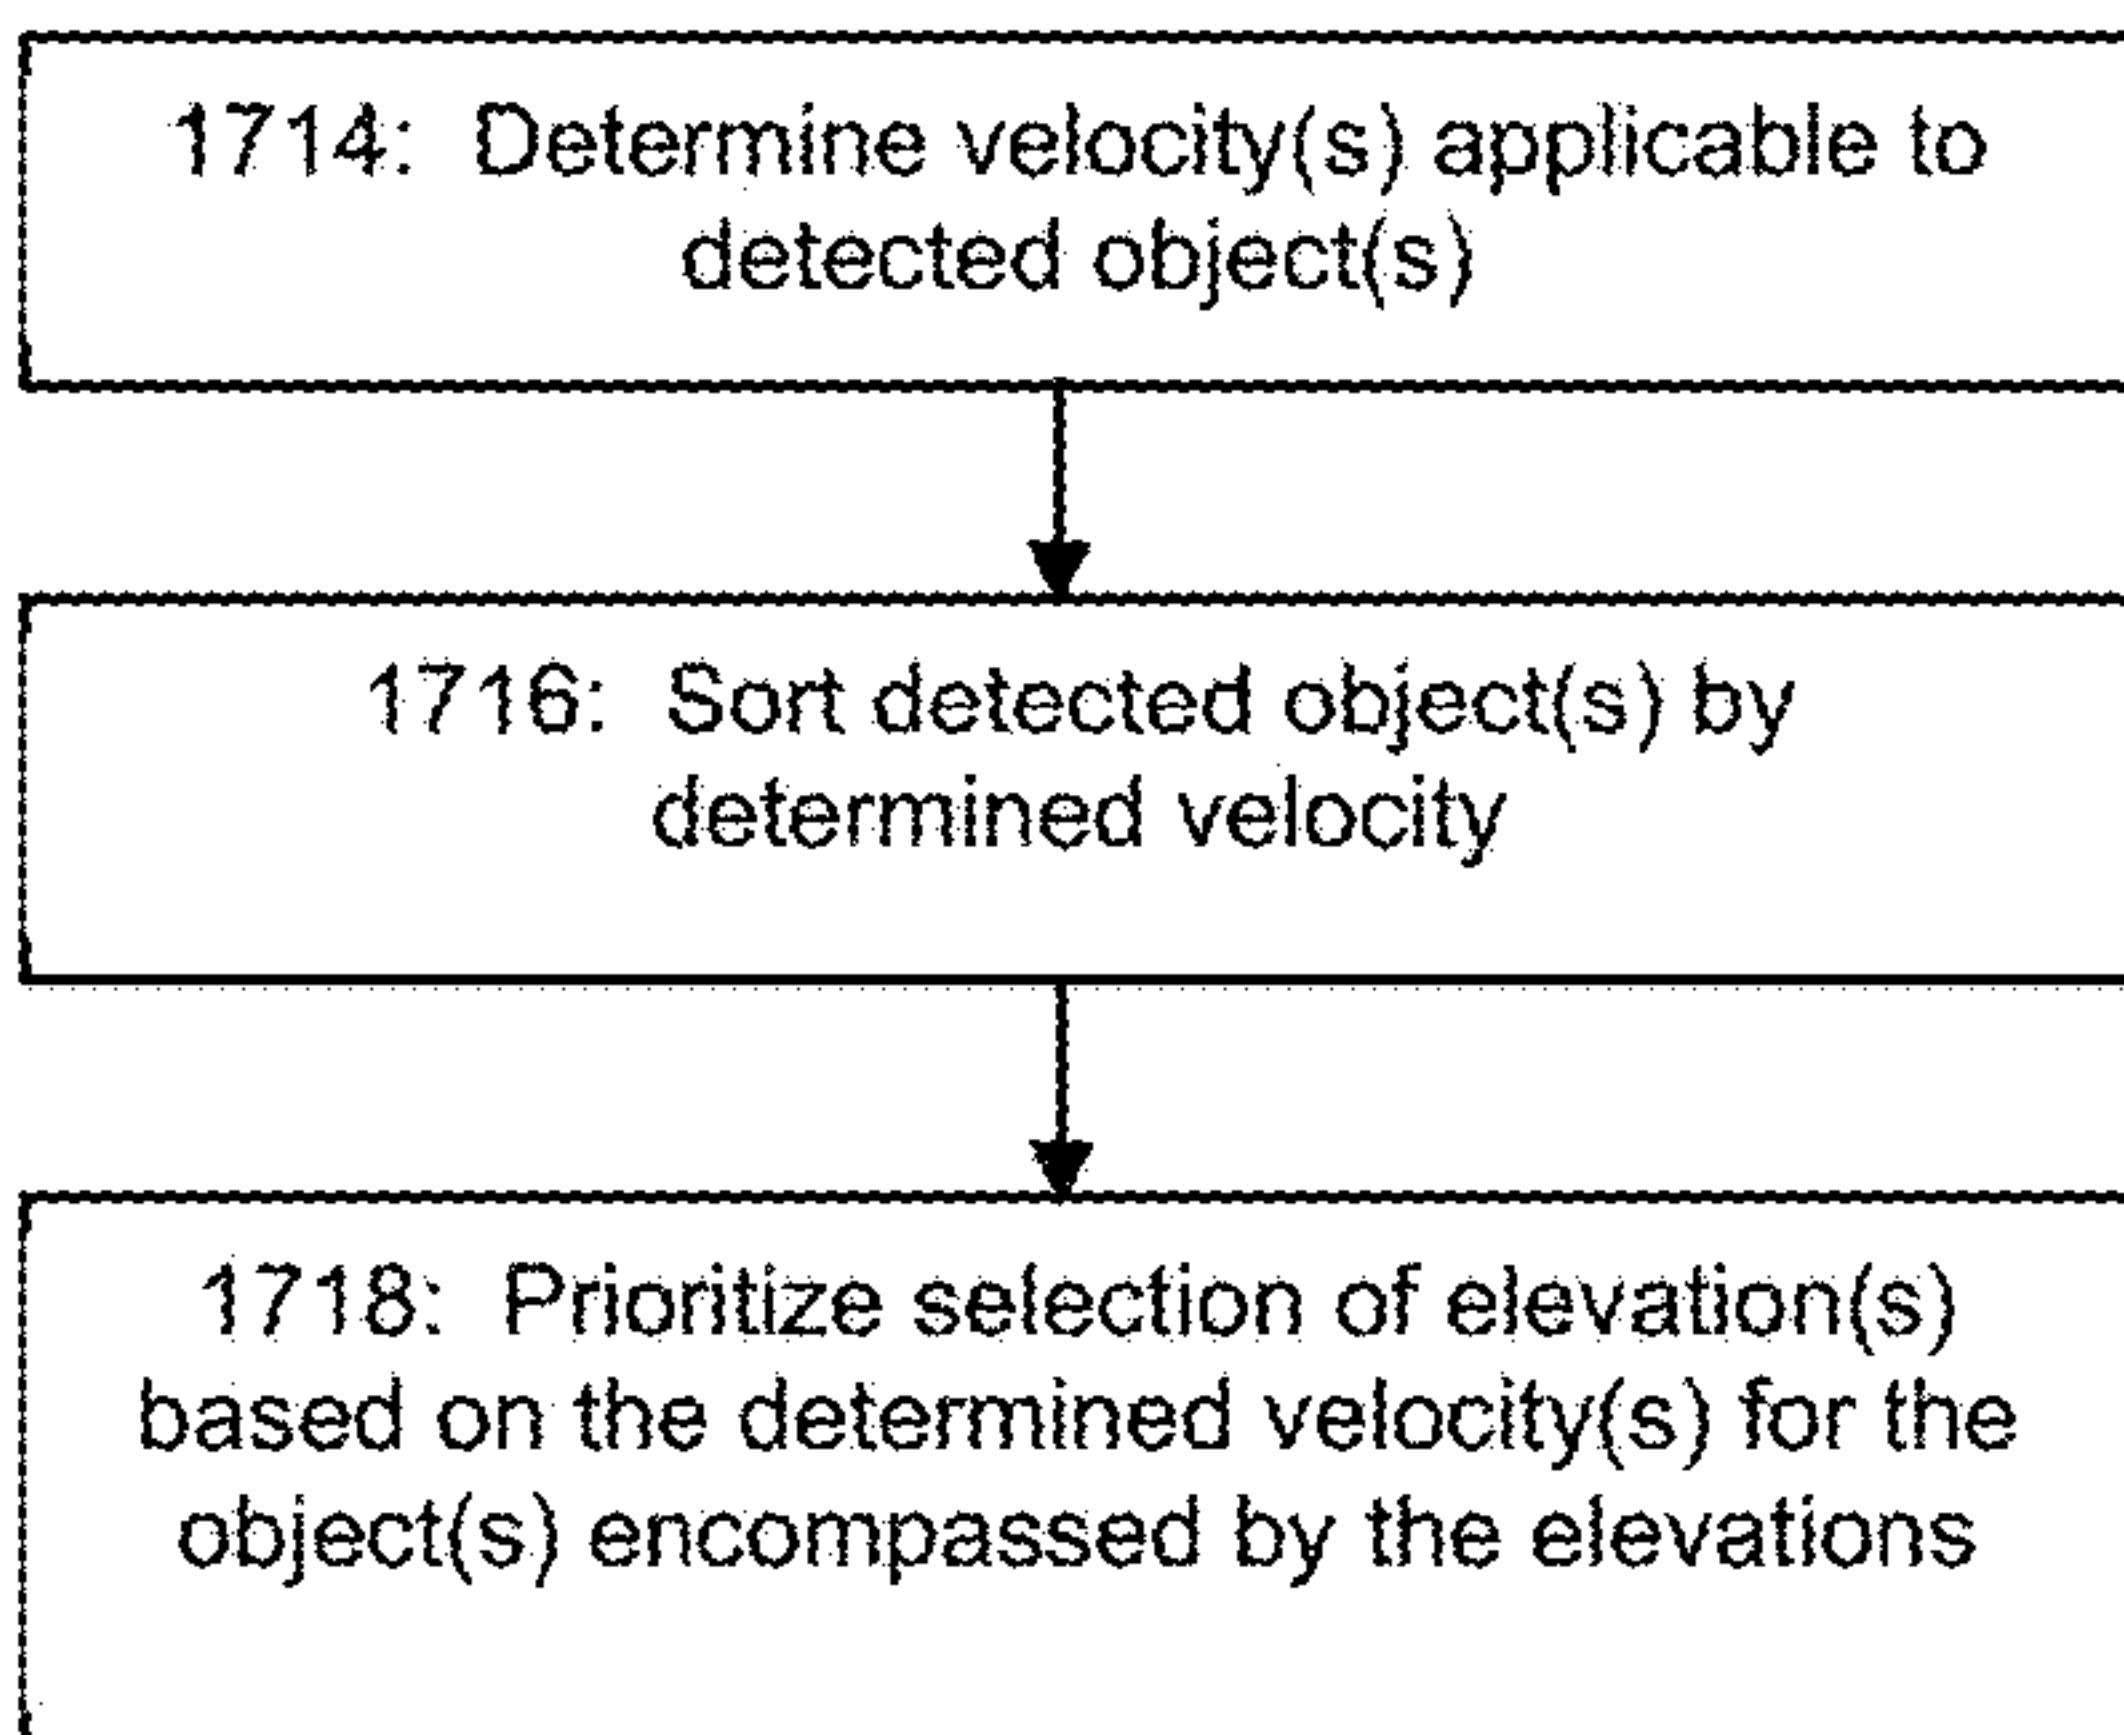 1714: Determine velocity(s) applicable to
detected object(s)
1716: Sort detected object(s) by
determined velocity
1718: Prioritize selection of elevation(s)
based on the determined velocity(s) for the
object(s) encompassed by the elevations